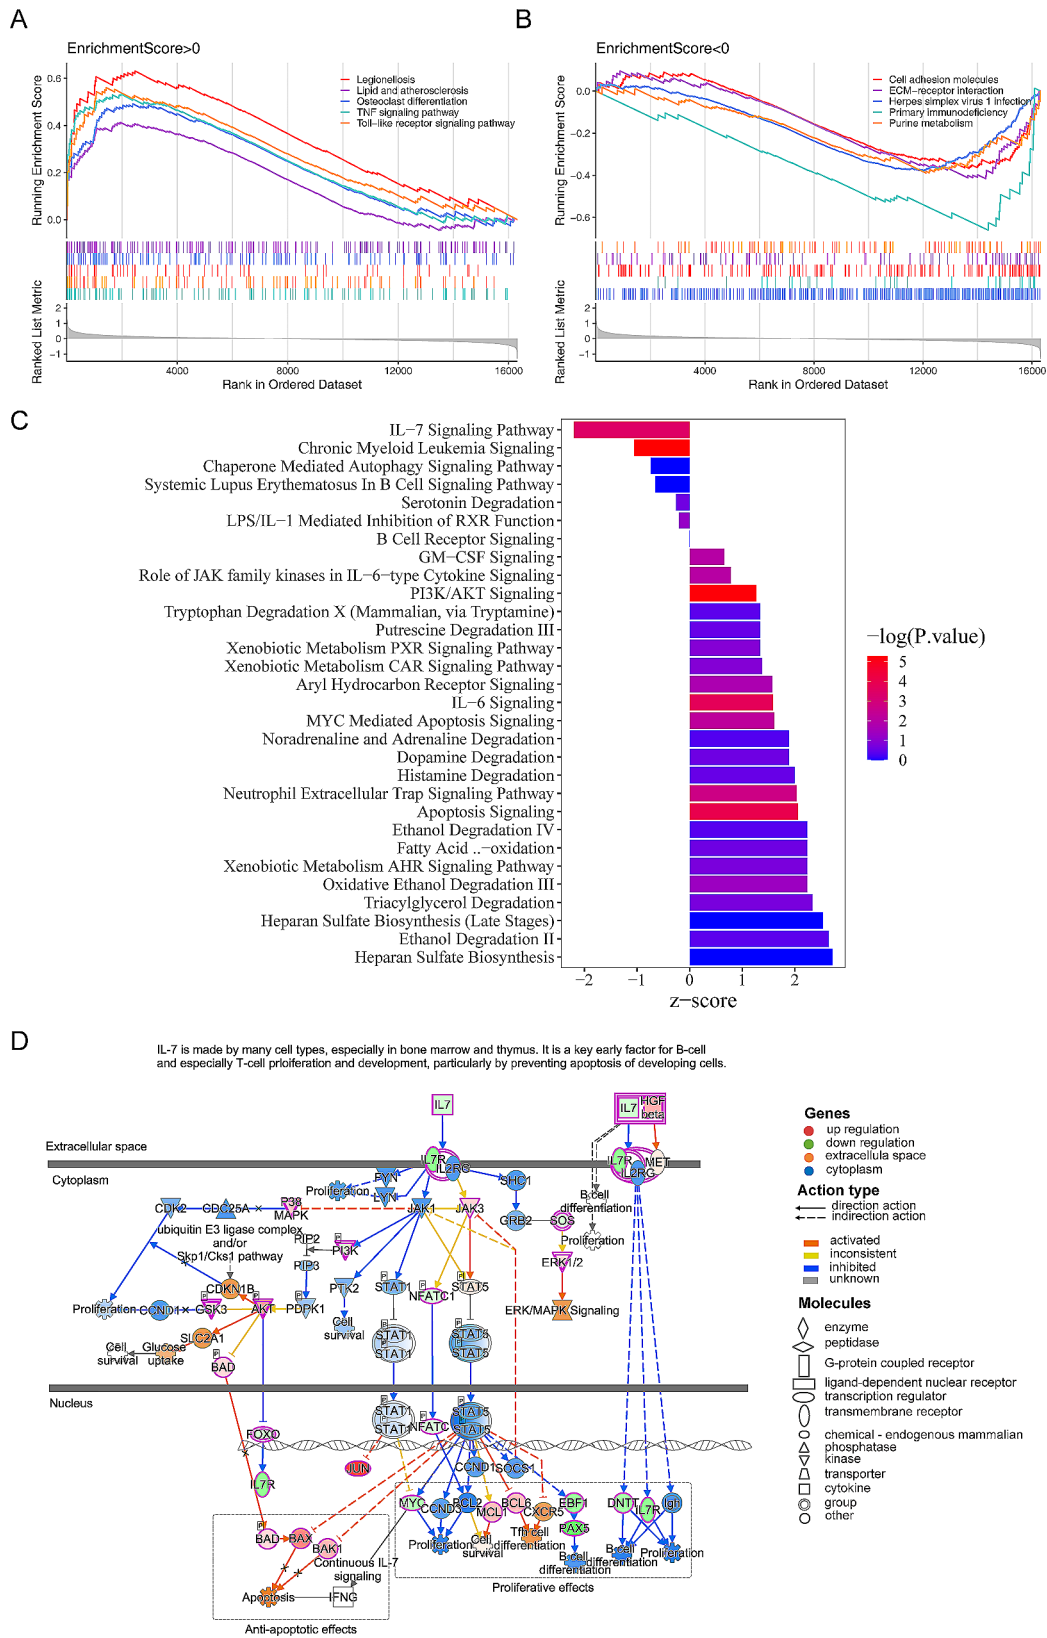 A
EnrichmentScore>0
Running Enrichment Score
0.6
0.4
0.2
0.0
Legionellosis
Lipid and atherosclerosis
Osteoclast differentiation
TNF signaling pathway
Toll−like receptor signaling pathway
Ranked List Metric
2
1
0
−1
4000
8000
12000
16000
Rank in Ordered Dataset
B
EnrichmentScore<0
Running Enrichment Score
0.0
−0.2
−0.4
−0.6
Cell adhesion molecules
ECM−receptor interaction
Herpes simplex virus 1 infection
Primary immunodeficiency
Purine metabolism
Ranked List Metric
2
1
0
−1
4000
8000
12000
16000
Rank in Ordered Dataset
C
IL−7 Signaling Pathway
Chronic Myeloid Leukemia Signaling
Chaperone Mediated Autophagy Signaling Pathway
Systemic Lupus Erythematosus In B Cell Signaling Pathway
Serotonin Degradation
LPS/IL−1 Mediated Inhibition of RXR Function
B Cell Receptor Signaling
GM−CSF Signaling
Role of JAK family kinases in IL−6−type Cytokine Signaling
PI3K/AKT Signaling
Tryptophan Degradation X (Mammalian, via Tryptamine)
Putrescine Degradation III
Xenobiotic Metabolism PXR Signaling Pathway
Xenobiotic Metabolism CAR Signaling Pathway
Aryl Hydrocarbon Receptor Signaling
IL−6 Signaling
MYC Mediated Apoptosis Signaling
Noradrenaline and Adrenaline Degradation
Dopamine Degradation
Histamine Degradation
Neutrophil Extracellular Trap Signaling Pathway
Apoptosis Signaling
Ethanol Degradation IV
Fatty Acid ..−oxidation
Xenobiotic Metabolism AHR Signaling Pathway
Oxidative Ethanol Degradation III
Triacylglycerol Degradation
Heparan Sulfate Biosynthesis (Late Stages)
Ethanol Degradation II
Heparan Sulfate Biosynthesis
−2
−1
0
1
2
z−score
−log(P.value)
5
4
3
2
1
0
D
IL-7 is made by many cell types, especially in bone marrow and thymus. It is a key early factor for B-cell
and especially T-cell prloiferation and development, particularly by preventing apoptosis of developing cells.
IL7
IL7
HGF
beta
Extracellular space
Cytoplasm
IL7R
IL2RG
IL7R
IL2RG
MET
FYN
LYN
Proliferation
SHC1
B cell
differentiation
Proliferation
CDK2
CDC25A
P38
MAPK
JAK1
JAK3
GRB2
SOS
ubiquitin E3 ligase complex
and/or
Skp1/Cks1 pathway
PIP2
PIP3
PI3K
ERK1/2
CDKN1B
PTK2
STAT1
NFATC1
STAT5
Proliferation
CCND1
GSK3
AKT
PDPK1
ERK/MAPK Signaling
Cell
survival
SLC2A1
Cell
survival
Glucose
uptake
BAD
STAT1
STAT1
STAT5
STAT5
Nucleus
STAT1
STAT1
NFATC
STAT5
STAT5
FOXO
JUN
CCND1
SOCS1
IL7R
MYC
CCND3
BCL2
MCL1
BCL6
CXCR5
EBF1
PAX5
DNTT
IL7R
Igh
BAD
BAX
BAK1
Proliferation
Cell
survival
Tfh cell
differentiation
B cell
differentiation
B cell
differentiation
Proliferation
Continuous IL-7
signaling
Apoptosis
IFNG
Proliferative effects
Anti-apoptotic effects
Genes
up regulation
down regulation
extracellula space
cytoplasm
Action type
direction action
indirection action
activated
inconsistent
inhibited
unknown
Molecules
enzyme
peptidase
G-protein coupled receptor
ligand-dependent nuclear receptor
transcription regulator
transmembrane receptor
chemical - endogenous mammalian
phosphatase
kinase
transporter
cytokine
group
other